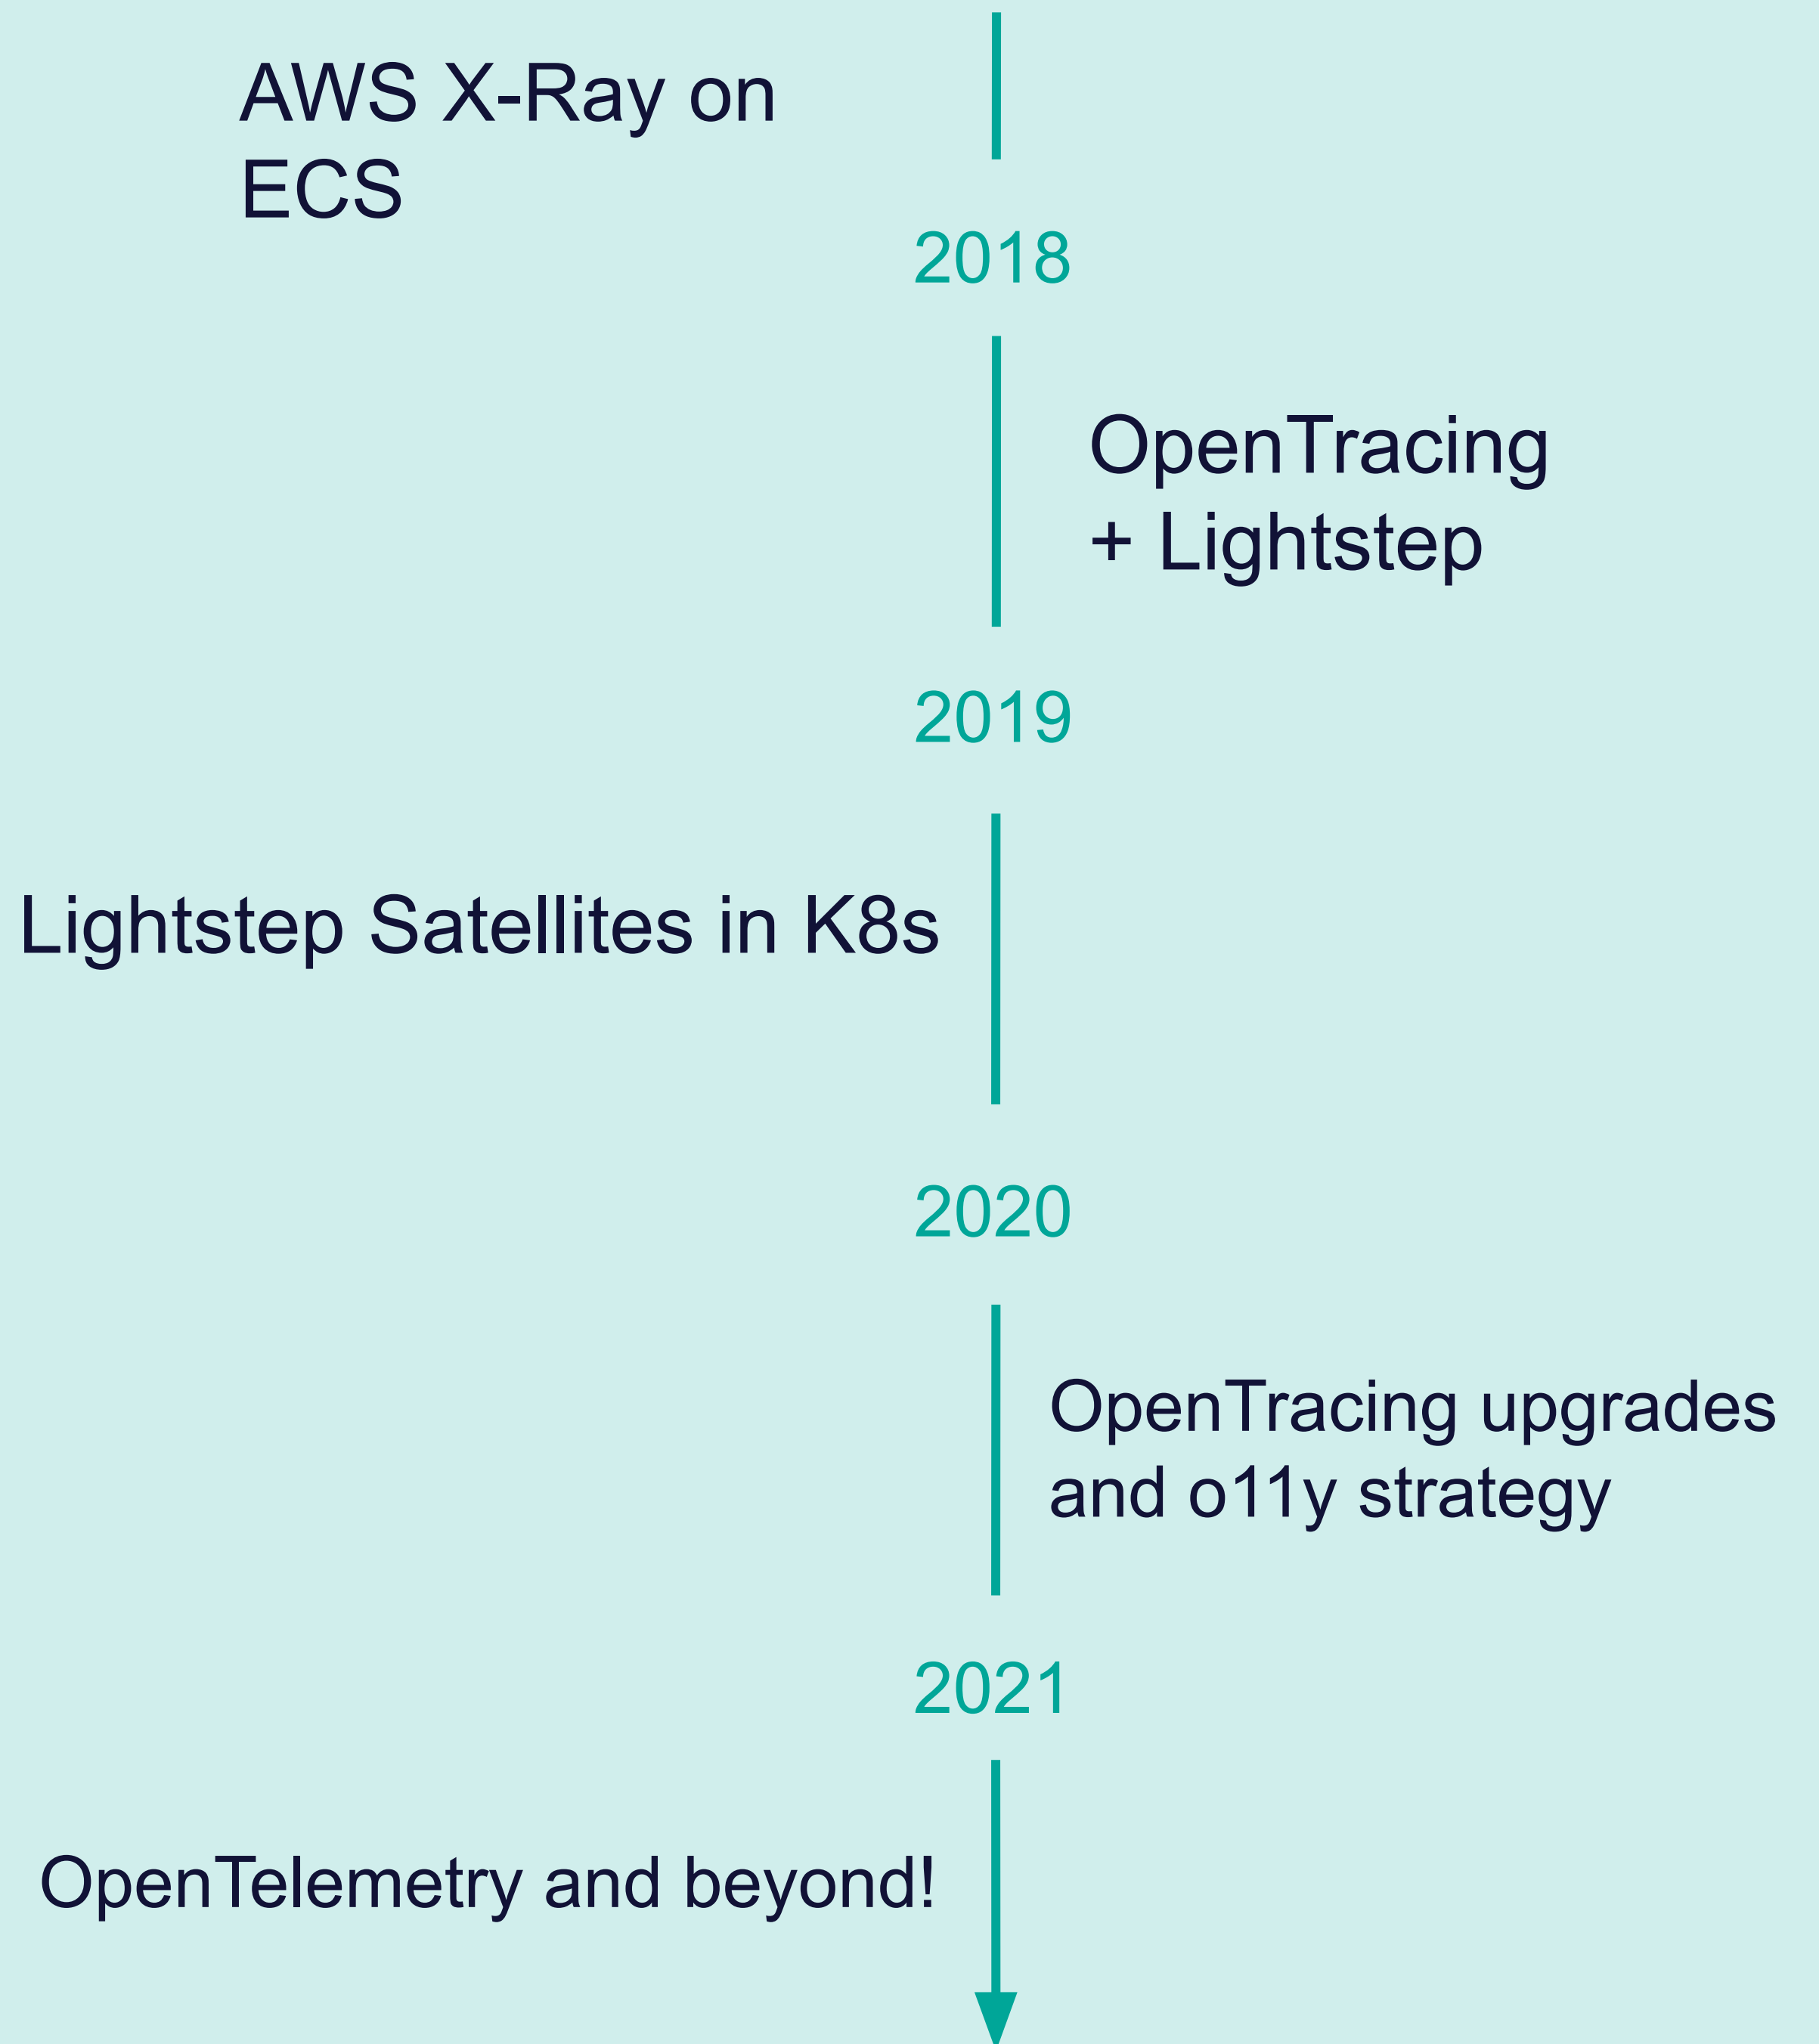 AWS X-Ray on
ECS
2018
OpenTracing
+ Lightstep
2019
Lightstep Satellites in K8s
2020
OpenTracing upgrades
and o11y strategy
2021
OpenTelemetry and beyond!